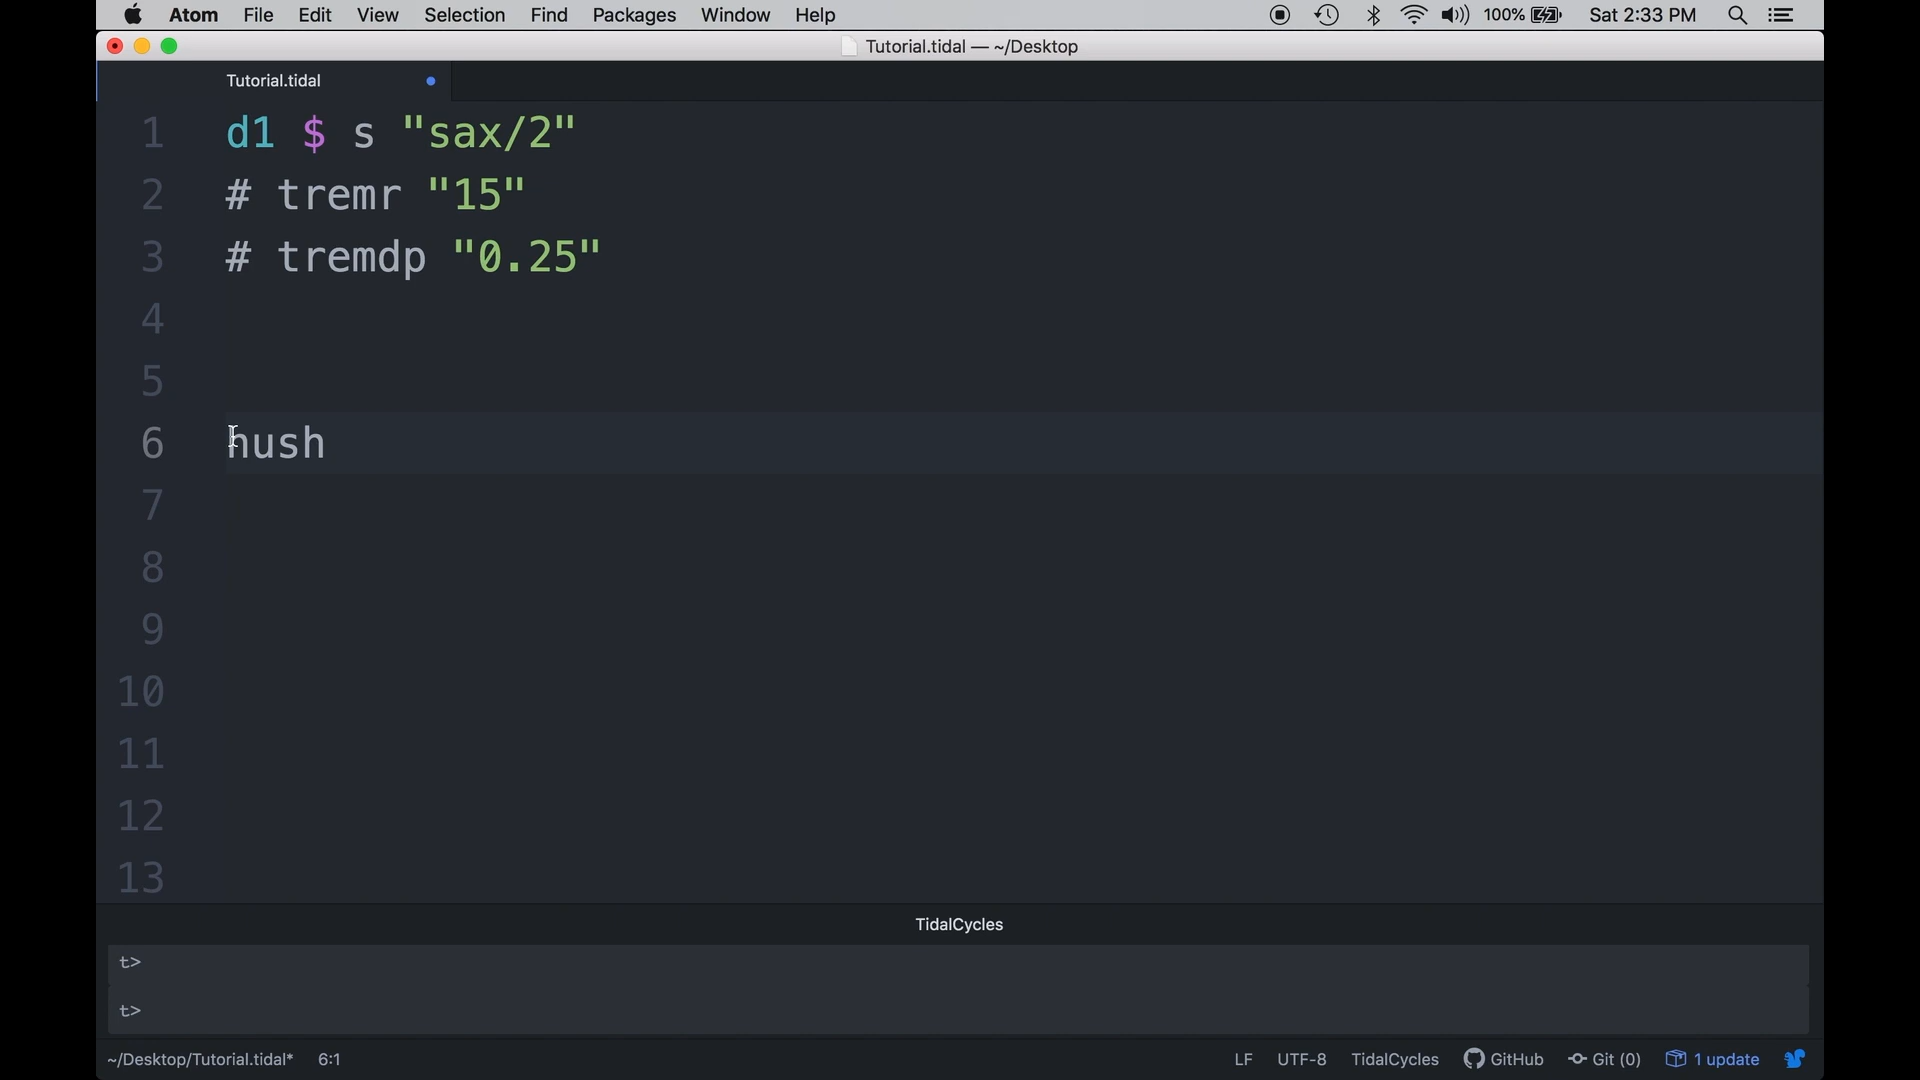 Atom File Edit View Selection Find Packages Window Help 100% Sat 2:33 PM
Tutorial.tidal — ~/Desktop
Tutorial.tidal
1 d1 $ s "sax/2"
2 # tremr "15"
3 # tremdp "0.25"
4
5
6 hush
7
8
9
10
11
12
13
TidalCycles
t>
t>
~/Desktop/Tutorial.tidal* 6:1 LF UTF-8 TidalCycles GitHub Git (0) 1 update